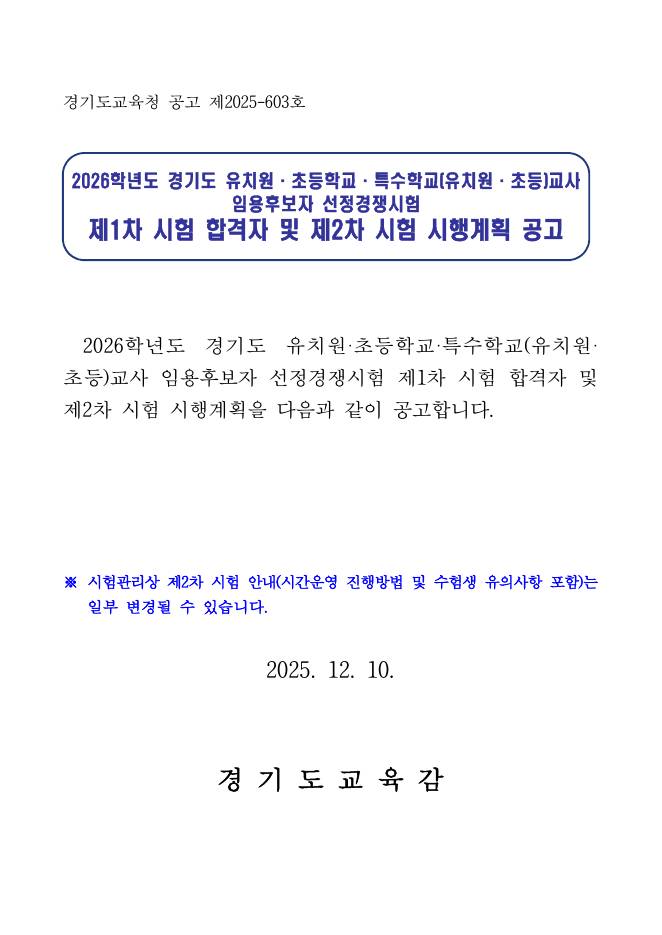 경기도교육청 공고 제2025-603호
2026학년도 경기도 유치원·초등학교·특수학교(유치원·초등)교사
임용후보자 선정경쟁시험
제1차 시험 합격자 및 제2차 시험 시행계획 공고
2026학년도 경기도 유치원·초등학교·특수학교(유치원·
초등)교사 임용후보자 선정경쟁시험 제1차 시험 합격자 및
제2차 시험 시행계획을 다음과 같이 공고합니다.
※ 시험관리상 제2차 시험 안내(시간운영 진행방법 및 수험생 유의사항 포함)는
일부 변경될 수 있습니다.
2025. 12. 10.
경 기 도 교 육 감